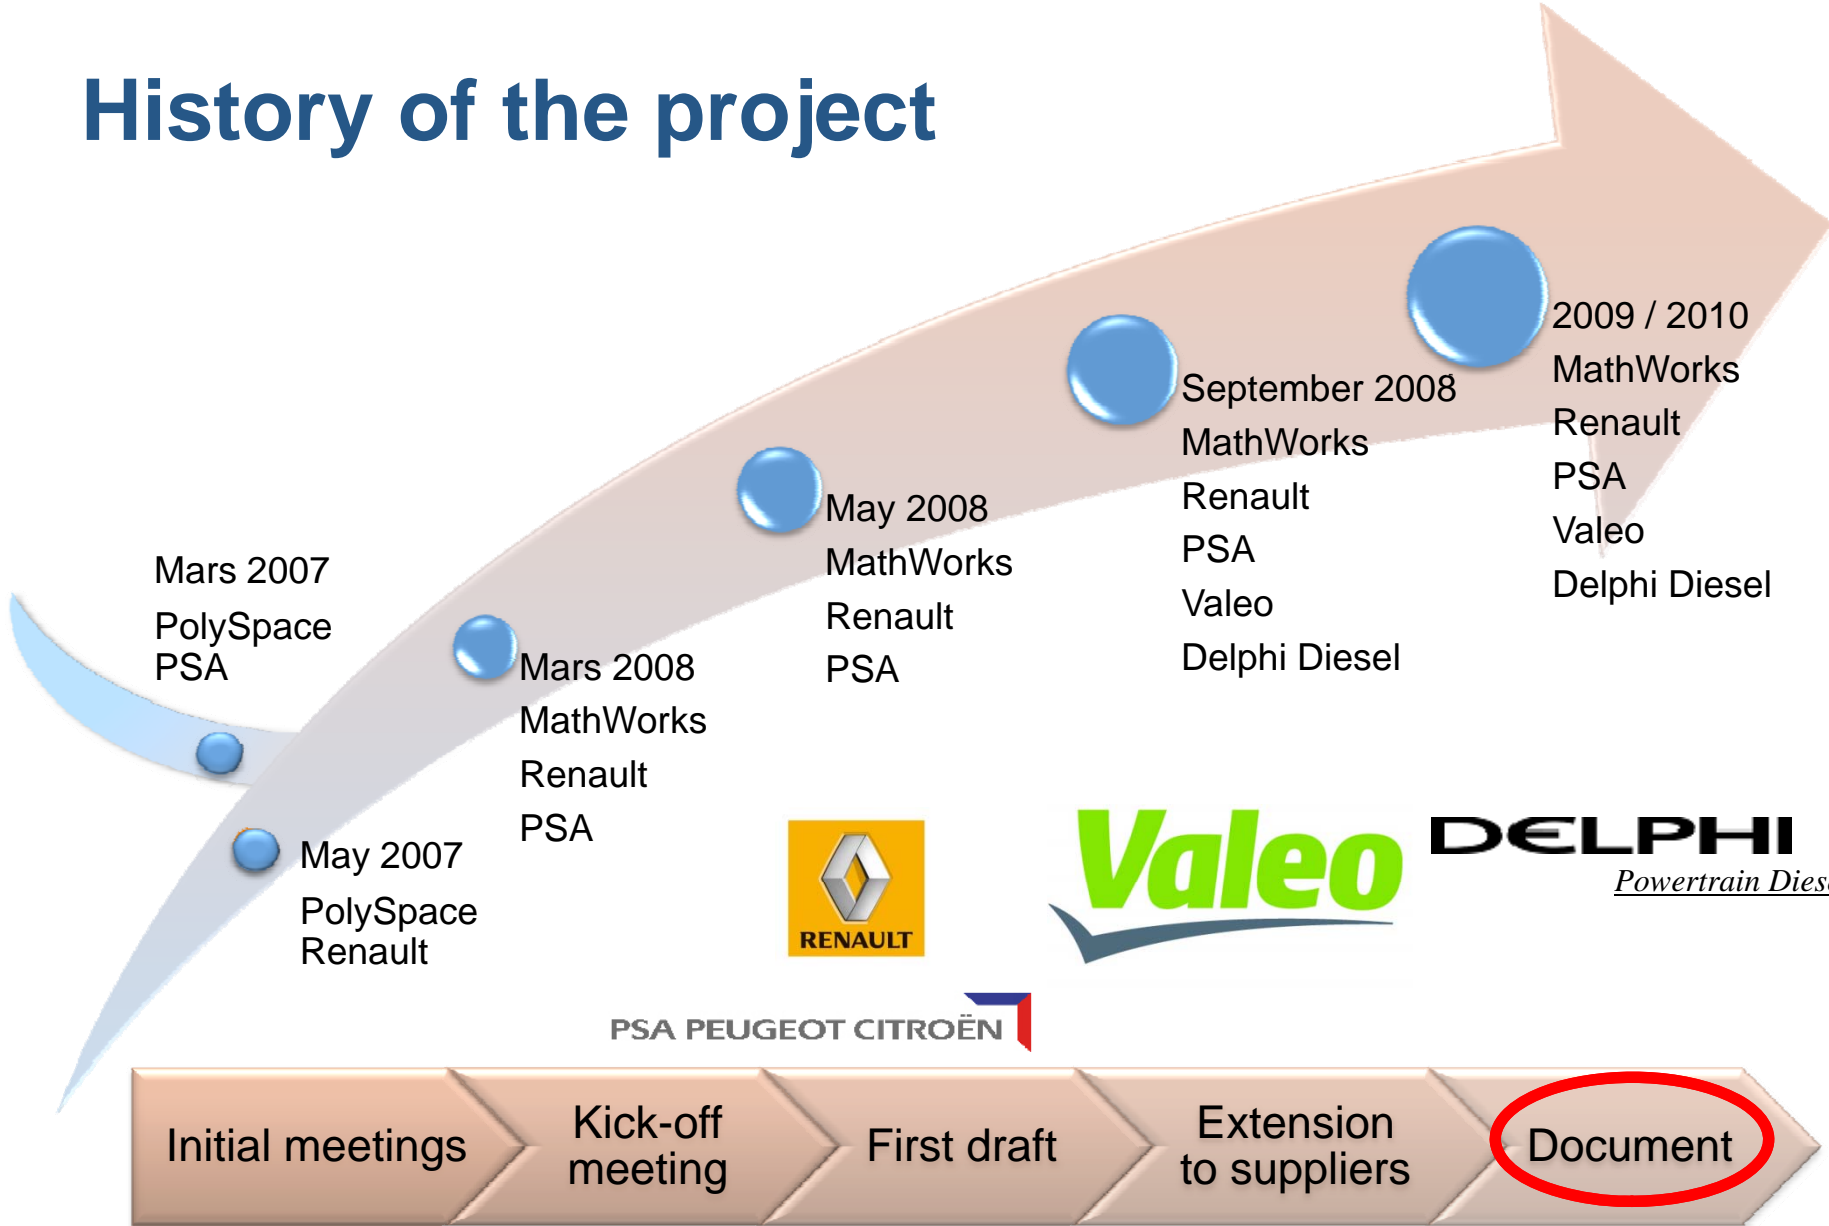 History of the project
Mars 2007
PolySpace
PSA
May 2007
PolySpace
Renault
Mars 2008
MathWorks
Renault
PSA
May 2008
MathWorks
Renault
PSA
September 2008
MathWorks
Renault
PSA
Valeo
Delphi Diesel
2009 / 2010
MathWorks
Renault
PSA
Valeo
Delphi Diesel
RENAULT
Valeo
DELPHI
Powertrain Dies
PSA PEUGEOT CITROËN
Initial meetings
Kick-off
meeting
First draft
Extension
to suppliers
Document